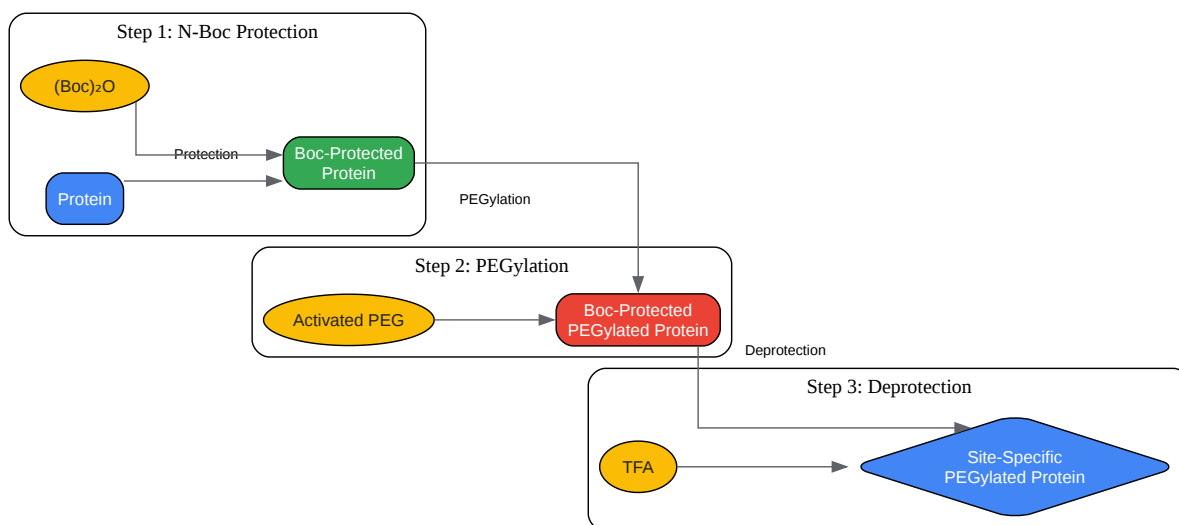 Step 1: N-Boc Protection
(Boc)₂O
Protection
Boc-Protected
Protein
Protein
PEGylation
Step 2: PEGylation
Activated PEG
Boc-Protected
PEGylated Protein
Deprotection
Step 3: Deprotection
TFA
Site-Specific
PEGylated Protein